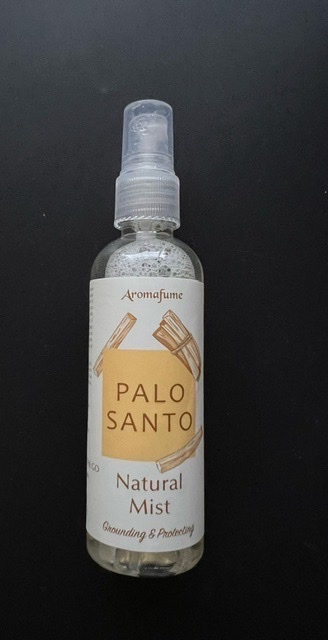 Aromafume
PALO
SANTO
Natural
Mist
Grounding & Protecting